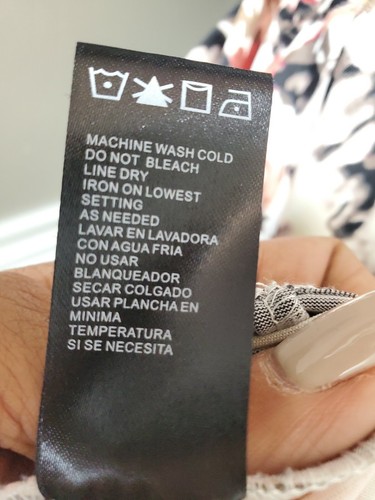 MACHINE WASH COLD
DO NOT BLEACH
LINE DRY
IRON ON LOWEST
SETTING
AS NEEDED
LAVAR EN LAVADORA
CON AGUA FRIA
NO USAR
BLANQUEADOR
SECAR COLGADO
USAR PLANCHA EN
MINIMA
TEMPERATURA
SI SE NECESITA